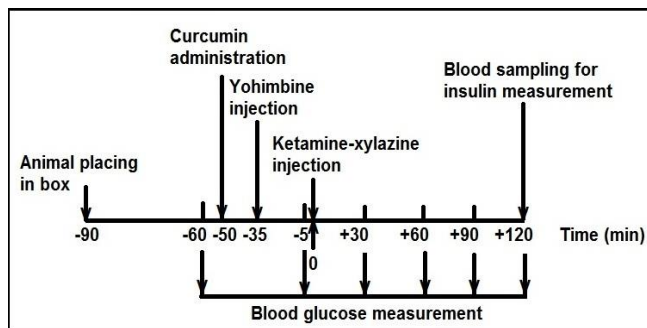 Curcumin
administration
Yohimbine
injection
Blood sampling for
insulin measurement
Ketamine-xylazine
injection
Animal placing
in box
-90 -60 -50 -35 -5 +30 +60 +90 +120 Time (min)
0
Blood glucose measurement